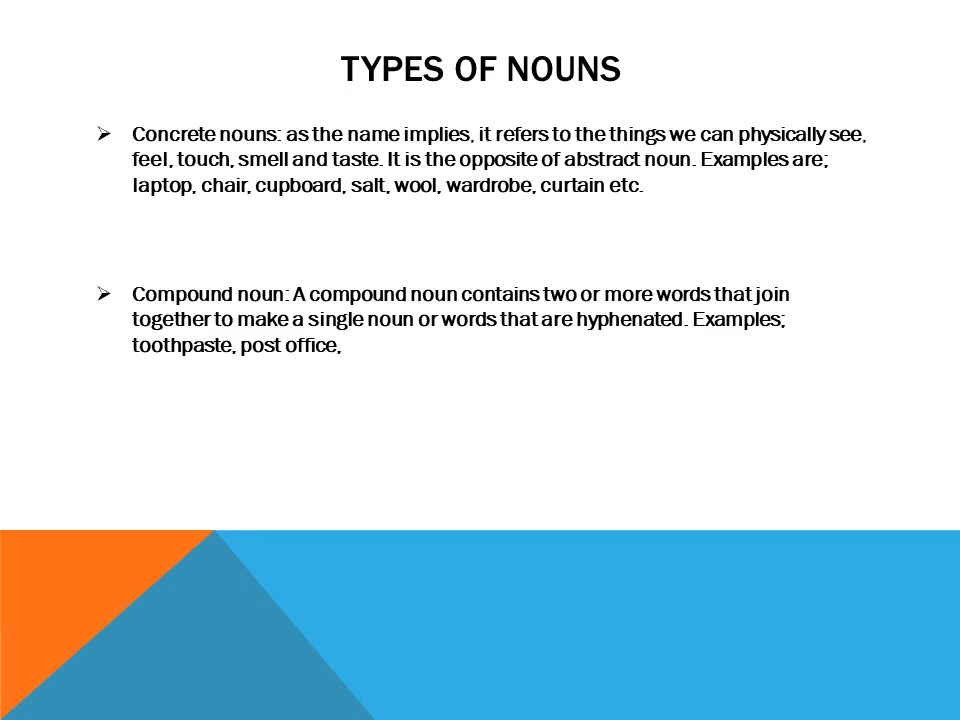 TYPES OF NOUNS
Concrete nouns: as the name implies, it refers to the things we can physically see,
feel, touch, smell and taste. It is the opposite of abstract noun. Examples are;
laptop, chair, cupboard, salt, wool, wardrobe, curtain etc.
Compound noun: A compound noun contains two or more words that join
together to make a single noun or words that are hyphenated. Examples;
toothpaste, post office,